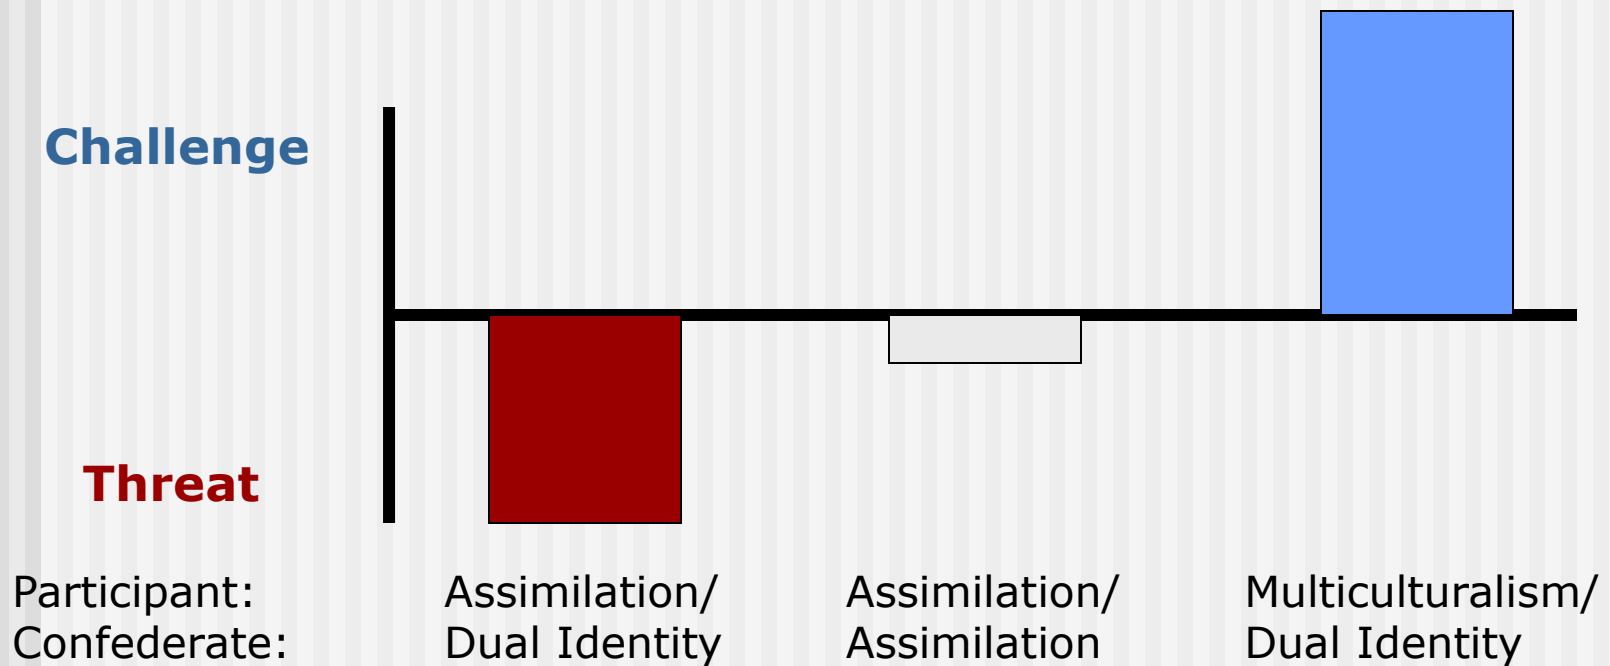 Challenge
Threat
Participant: Assimilation/ Assimilation/ Multiculturalism/
Confederate: Dual Identity Assimilation Dual Identity